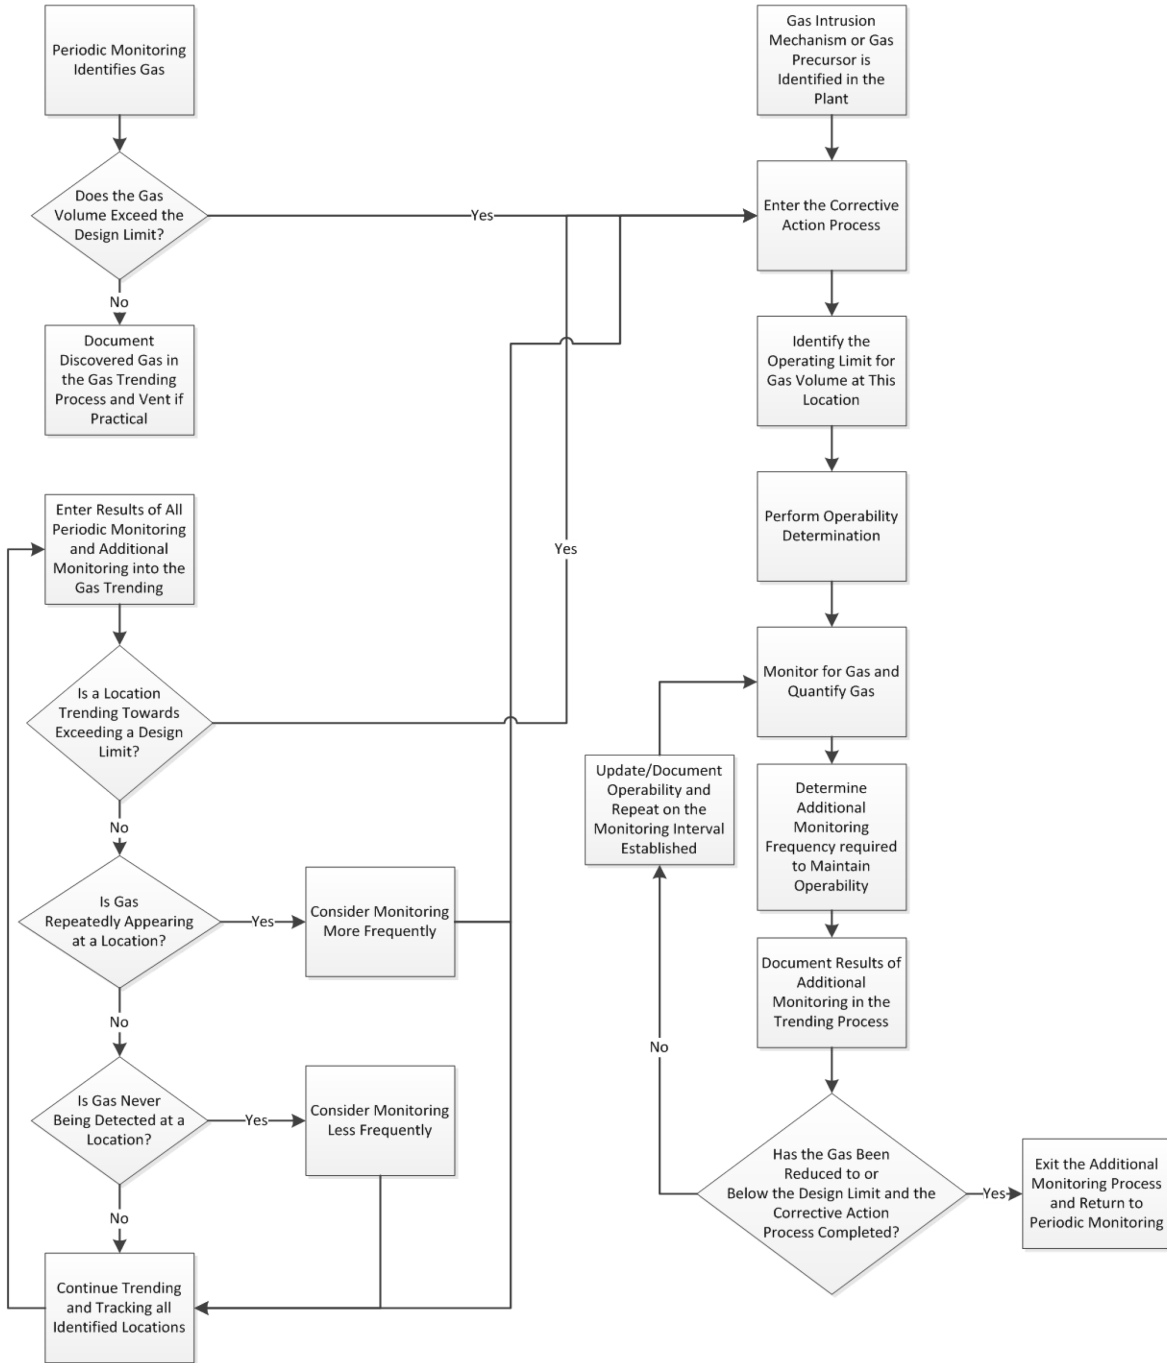 Periodic Monitoring
Identifies Gas
Does the Gas
Volume Exceed the
Design Limit?
Yes
No
Document
Discovered Gas in
the Gas Trending
Process and Vent if
Practical
Enter Results of All
Periodic Monitoring
and Additional
Monitoring into the
Gas Trending
Is a Location
Trending Towards
Exceeding a Design
Limit?
Yes
No
Is Gas
Repeatedly Appearing
at a Location?
Yes
Consider Monitoring
More Frequently
No
Is Gas Never
Being Detected at a
Location?
Yes
Consider Monitoring
Less Frequently
No
Continue Trending
and Tracking all
Identified Locations
Gas Intrusion
Mechanism or Gas
Precursor is
Identified in the
Plant
Enter the Corrective
Action Process
Identify the
Operating Limit for
Gas Volume at This
Location
Perform Operability
Determination
Monitor for Gas and
Quantify Gas
Update/Document
Operability and
Repeat on the
Monitoring Interval
Established
Determine
Additional
Monitoring
Frequency required
to Maintain
Operability
Document Results of
Additional
Monitoring in the
Trending Process
No
Has the Gas Been
Reduced to or
Below the Design Limit and the
Corrective Action
Process Completed?
Yes
Exit the Additional
Monitoring Process
and Return to
Periodic Monitoring